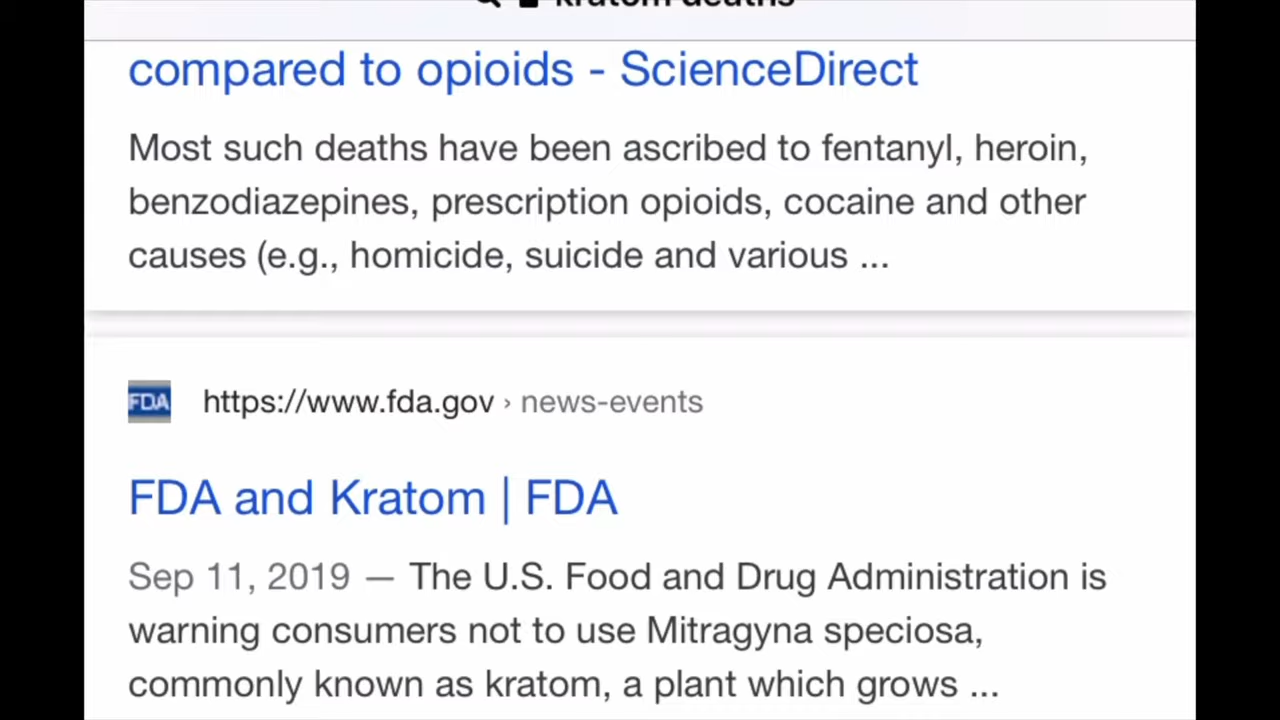 kratom deaths
compared to opioids - ScienceDirect
Most such deaths have been ascribed to fentanyl, heroin,
benzodiazepines, prescription opioids, cocaine and other
causes (e.g., homicide, suicide and various ...
FDA https://www.fda.gov › news-events
FDA and Kratom | FDA
Sep 11, 2019 — The U.S. Food and Drug Administration is
warning consumers not to use Mitragyna speciosa,
commonly known as kratom, a plant which grows ...